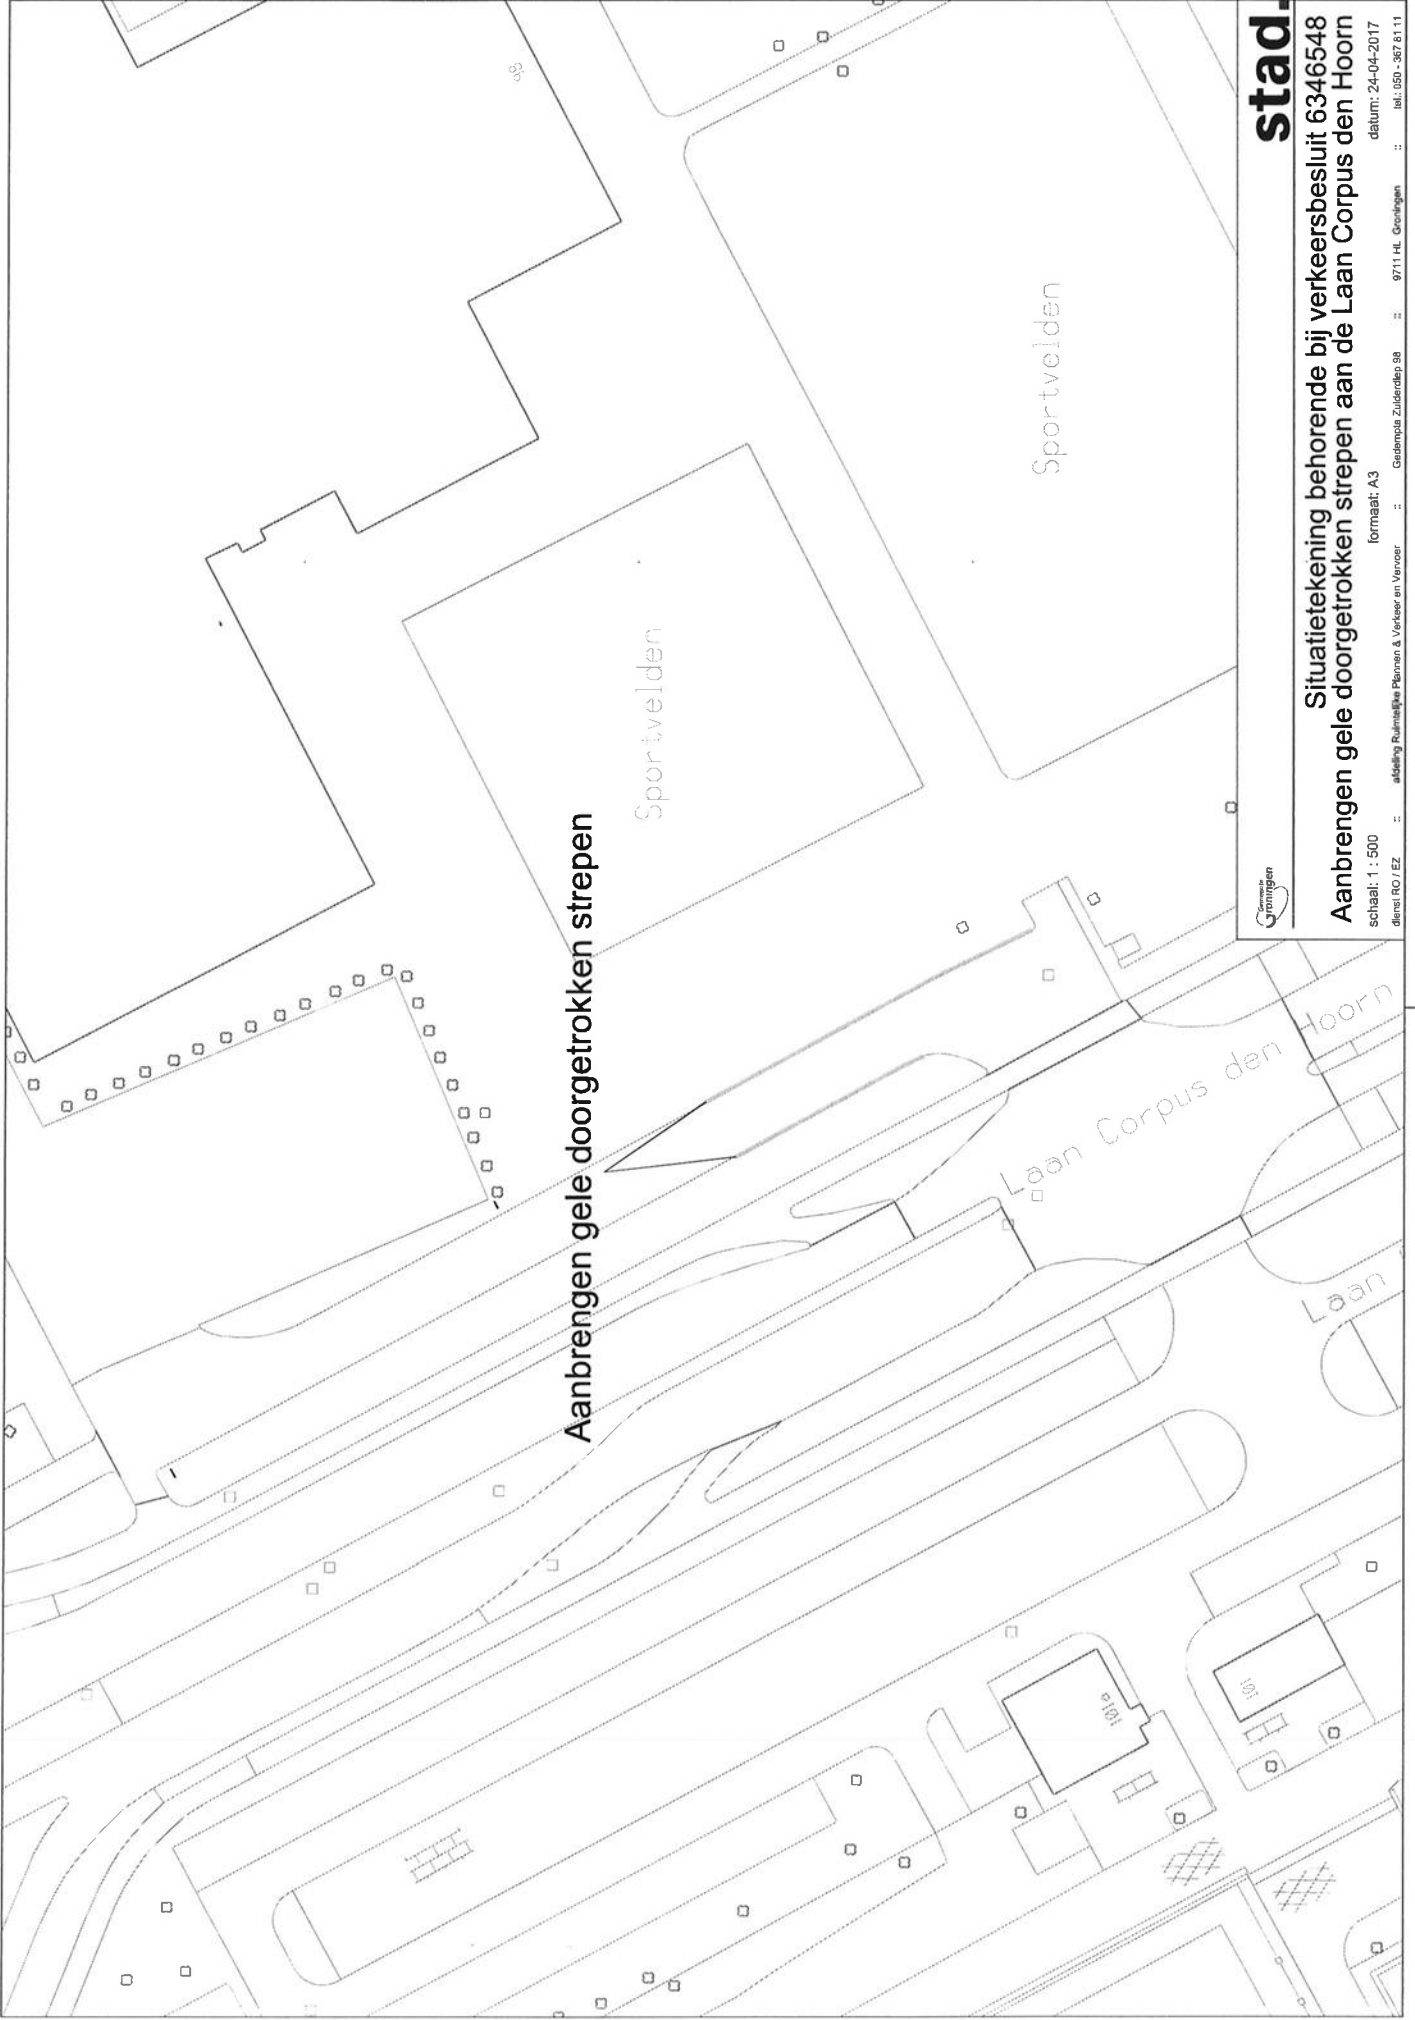 Aanbrengen gele doorgetrokken strepen
Sportvelden
Sportvelden
98
Laan Corpus den Hoorn
Laan
101a
101
Gemeente
Groningen
stad.
Situatietekening behorende bij verkeersbesluit 6346548
Aanbrengen gele doorgetrokken strepen aan de Laan Corpus den Hoorn
schaal: 1 : 500 formaat: A3 datum: 24-04-2017
dienst RO / EZ :: afdeling Ruimtelijke Plannen & Verkeer en Vervoer :: Gedempte Zuiderdiep 98 :: 9711 HL Groningen :: tel.: 050 - 367 81 11